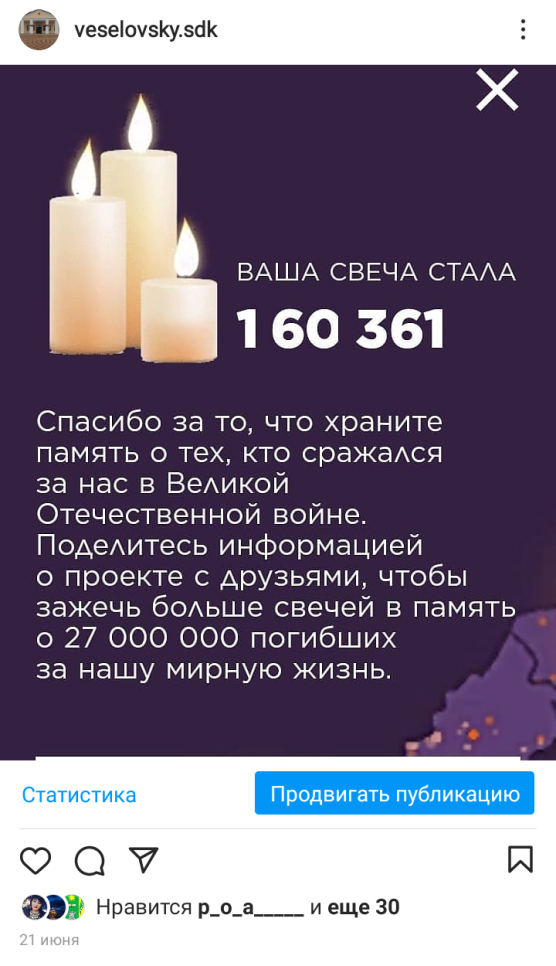 veselovsky.sdk
ВАША СВЕЧА СТАЛА
160 361
Спасибо за то, что храните
память о тех, кто сражался
за нас в Великой
Отечественной войне.
Поделитесь информацией
о проекте с друзьями, чтобы
зажечь больше свечей в память
о 27 000 000 погибших
за нашу мирную жизнь.
Статистика
Продвигать публикацию
Нравится p_o_a_____ и еще 30
21 июня